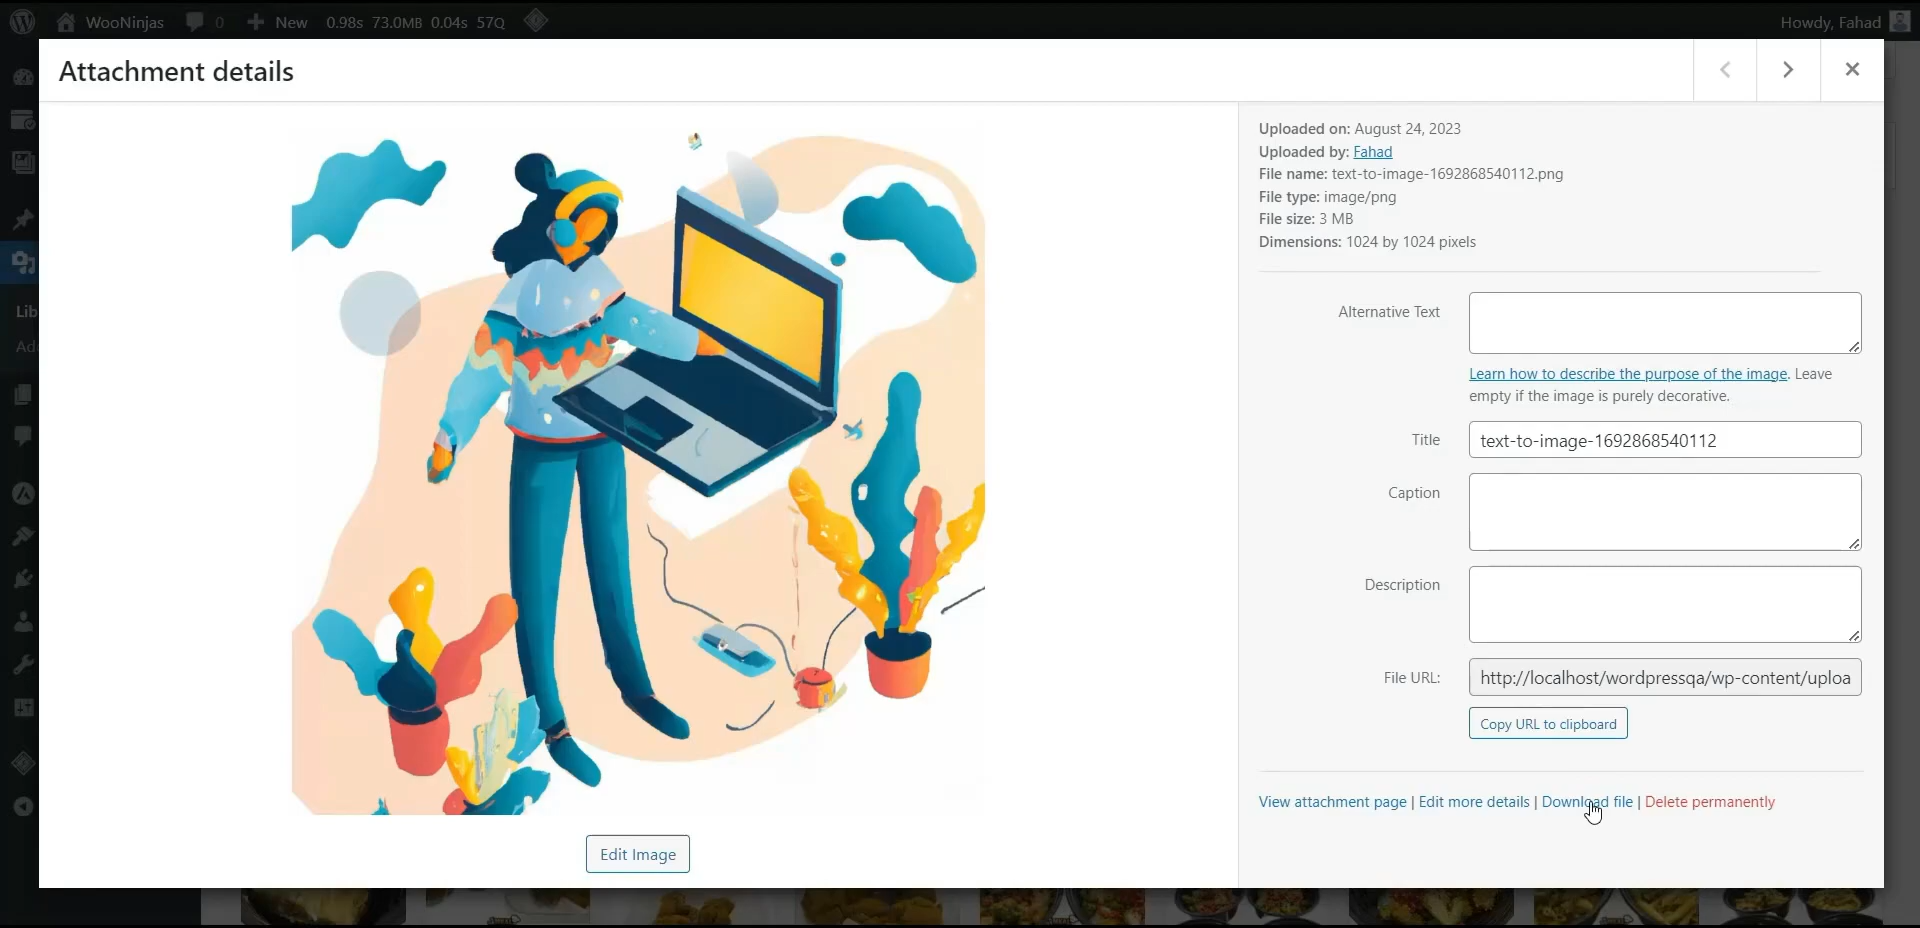 WooNinjas 0 New 0.98s 73.0MB 0.04s 57Q Howdy, Fahad
Attachment details
Uploaded on: August 24, 2023
Uploaded by: Fahad
File name: text-to-image-1692868540112.png
File type: image/png
File size: 3 MB
Dimensions: 1024 by 1024 pixels
Lib
Alternative Text
Learn how to describe the purpose of the image. Leave
empty if the image is purely decorative.
Title text-to-image-1692868540112
Caption
Description
File URL: http://localhost/wordpressqa/wp-content/uploa
Copy URL to clipboard
View attachment page | Edit more details | Download file | Delete permanently
Edit Image